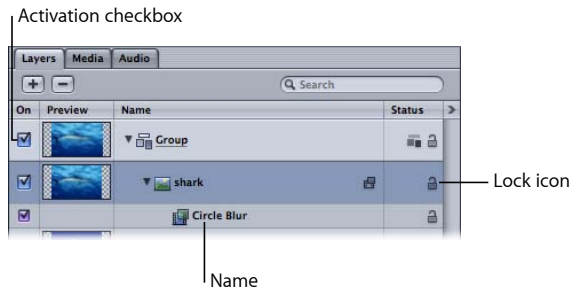 Activation checkbox
Layers Media Audio
Search
On Preview Name Status
Group
shark
Lock icon
Circle Blur
Name